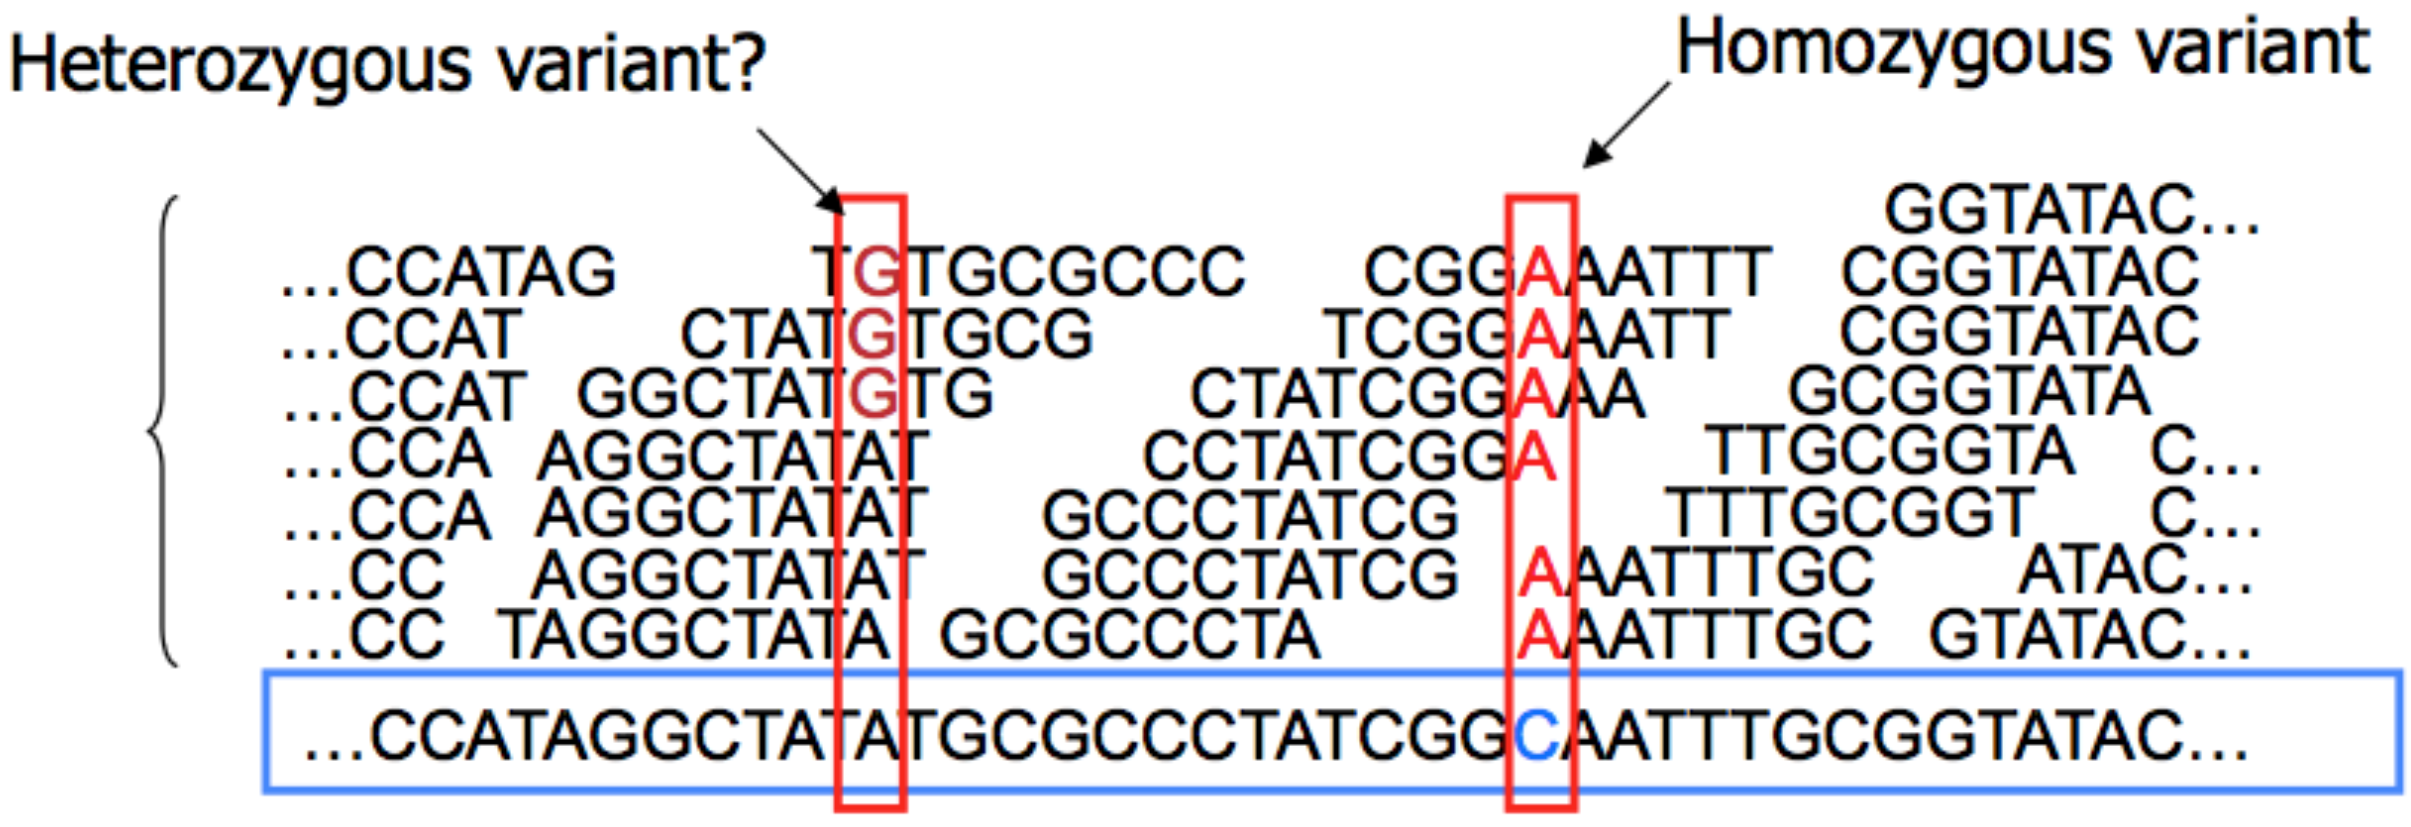 Heterozygous variant?
Homozygous variant
GGTATAC...
...CCATAG TGTGCGCCC CGGAAATTT CGGTATAC
...CCAT CTATGTGCG TCGGAAATT CGGTATAC
...CCAT GGCTATGTG CTATCGGAAA GCGGTATA
...CCA AGGCTATAT CCTATCGGA TTGCGGTA C...
...CCA AGGCTATAT GCCCTATCG TTTGCGGT C...
...CC AGGCTATAT GCCCTATCG AAATTTGC ATAC...
...CC TAGGCTATA GCGCCCTA AAATTTGC GTATAC...
...CCATAGGCTATATGCGCCCTATCGGCAATTTGCGGTATAC...